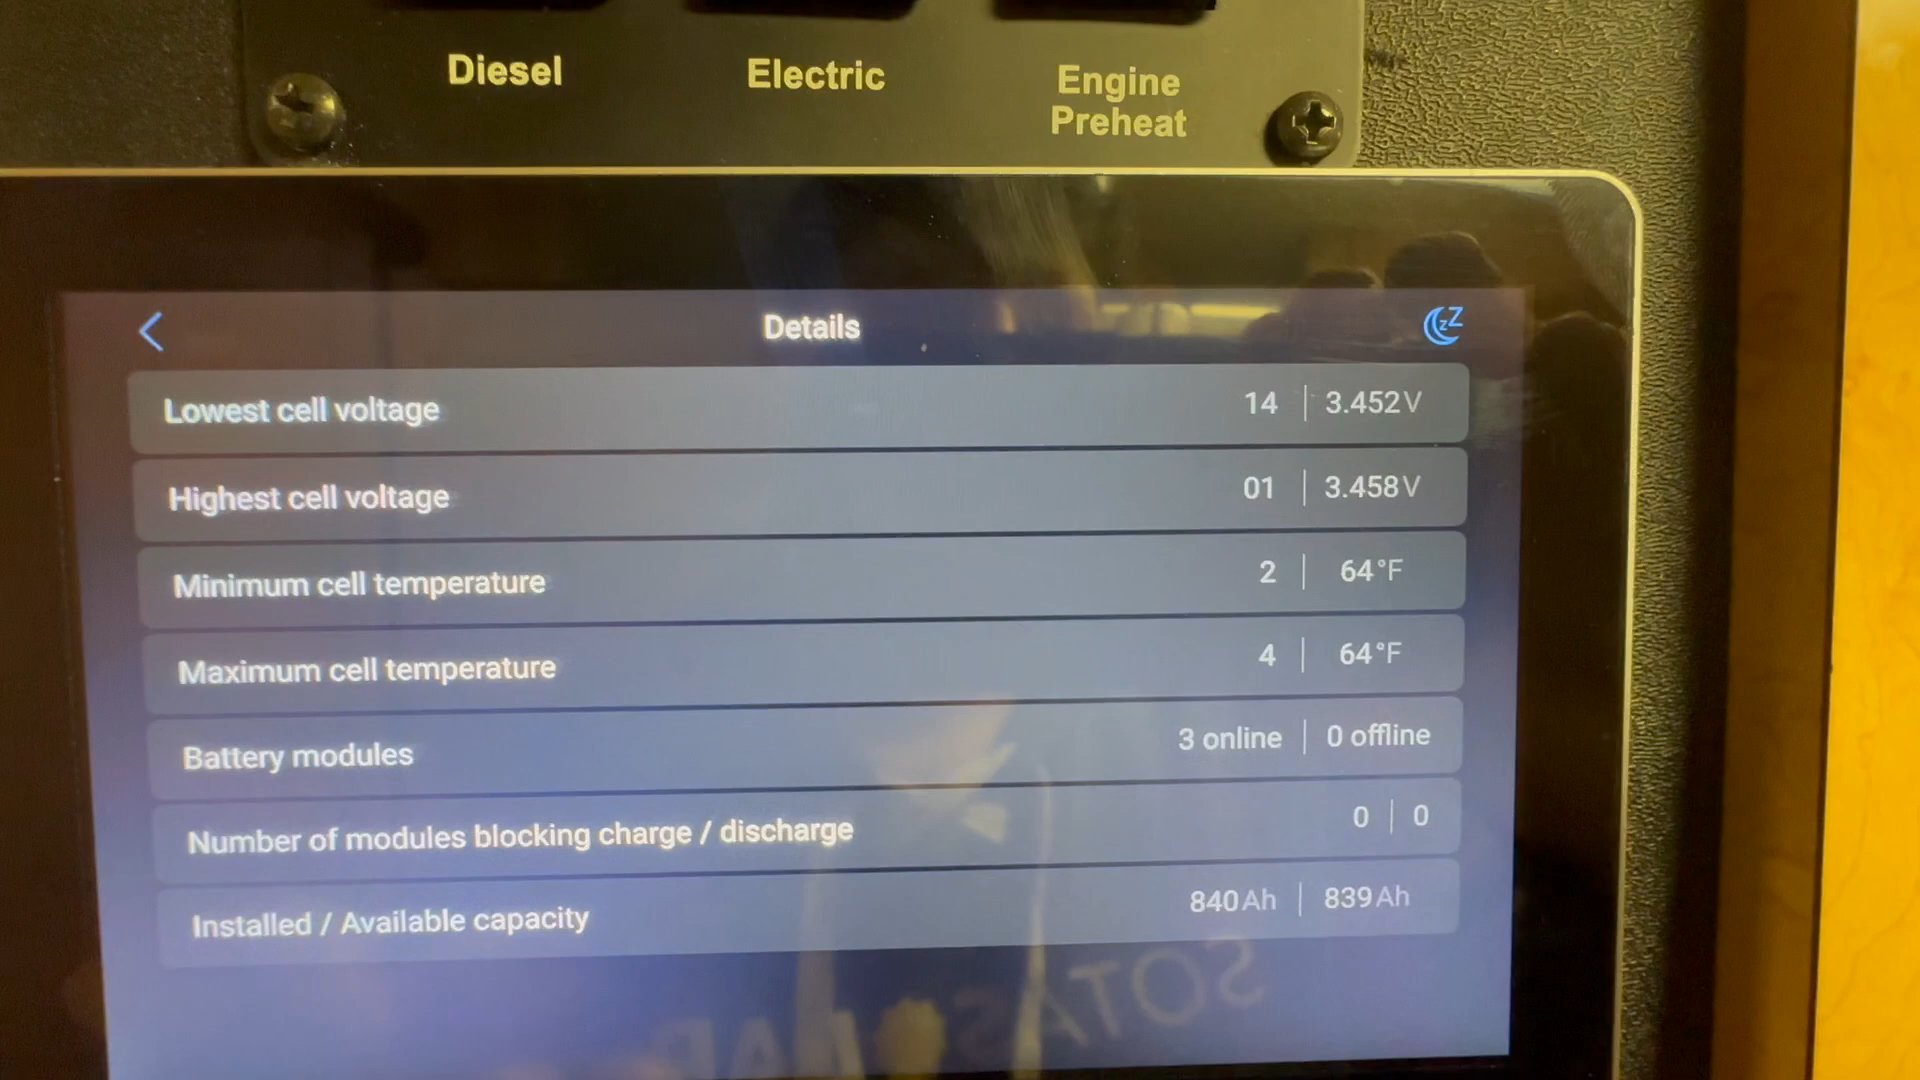 Diesel
Electric
Engine
Preheat
Details
Lowest cell voltage 14 | 3.452V
Highest cell voltage 01 | 3.458V
Minimum cell temperature 2 | 64°F
Maximum cell temperature 4 | 64°F
Battery modules 3 online | 0 offline
Number of modules blocking charge / discharge 0 | 0
Installed / Available capacity 840Ah | 839Ah